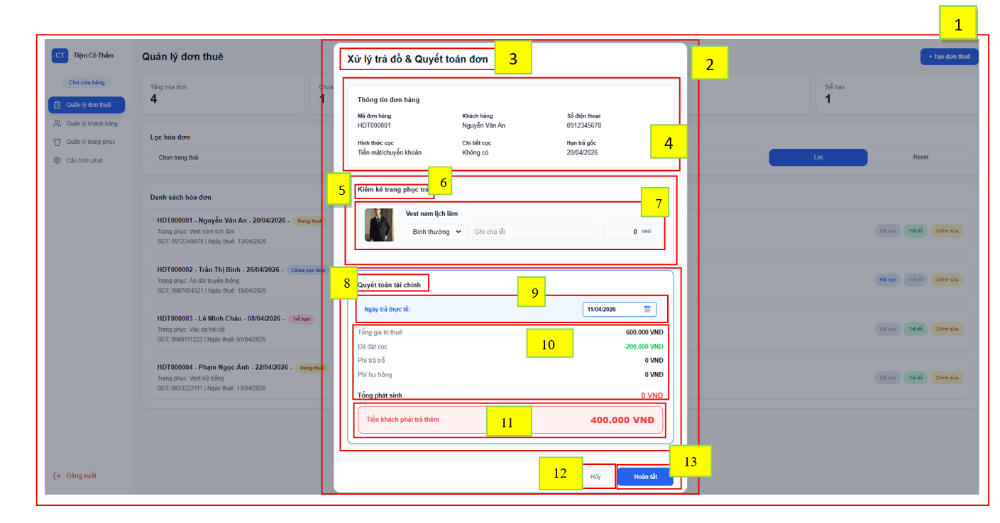 1
CT Tiệm Cô Thắm
Quản lý đơn thuê
+ Tạo đơn thuê
Xử lý trả đồ & Quyết toán đơn
3
2
Chủ cửa hàng
Quản lý đơn thuê
Quản lý khách hàng
Quản lý trang phục
Cấu hình phạt
Đăng xuất
Tổng hóa đơn
4
Chưa
1
Trễ hạn
1
Lọc hóa đơn
Chọn trạng thái
Lọc
Reset
Danh sách hóa đơn
HDT000001 - Nguyễn Văn An - 20/04/2026 - Đang thuê
Trang phục: Vest nam lịch lãm
SĐT: 0912345678 | Ngày thuê: 13/04/2026
Đã cọc Trả đồ Chỉnh sửa
HDT000002 - Trần Thị Bình - 26/04/2026 - Chưa cọc đơn
Trang phục: Áo dài truyền thống
SĐT: 0987654321 | Ngày thuê: 18/04/2026
Đã cọc Trả đồ Chỉnh sửa
HDT000003 - Lê Minh Châu - 08/04/2026 - Trễ hạn
Trang phục: Váy dạ hội đỏ
SĐT: 0909111222 | Ngày thuê: 01/04/2026
Đã cọc Trả đồ Chỉnh sửa
HDT000004 - Phạm Ngọc Ánh - 22/04/2026 - Đang thuê
Trang phục: Vest nữ trắng
SĐT: 0933222111 | Ngày thuê: 13/04/2026
Đã cọc Trả đồ Chỉnh sửa
Thông tin đơn hàng
Mã đơn hàng Khách hàng Số điện thoại
HDT000001 Nguyễn Văn An 0912345678
4
Hình thức cọc Chi tiết cọc Hạn trả gốc
Tiền mặt/chuyển khoản Không có 20/04/2026
5
Kiểm kê trang phục trả
6
7
Vest nam lịch lãm
Bình thường Ghi chú lỗi 0 VNĐ
8
Quyết toán tài chính
9
Ngày trả thực tế: 11/04/2026
10
Tổng giá trị thuê 600.000 VNĐ
Đã đặt cọc -200.000 VNĐ
Phí trả trễ 0 VNĐ
Phí hư hỏng 0 VNĐ
Tổng phát sinh 0 VNĐ
Tiền khách phải trả thêm 11 400.000 VNĐ
12 Hủy Hoàn tất 13